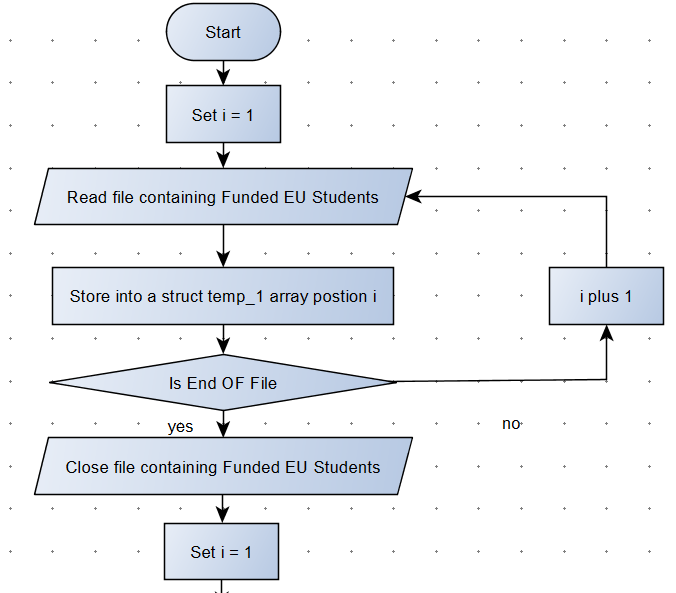 Start
Set i = 1
Read file containing Funded EU Students
Store into a struct temp_1 array postion i
i plus 1
Is End OF File
yes
no
Close file containing Funded EU Students
Set i = 1